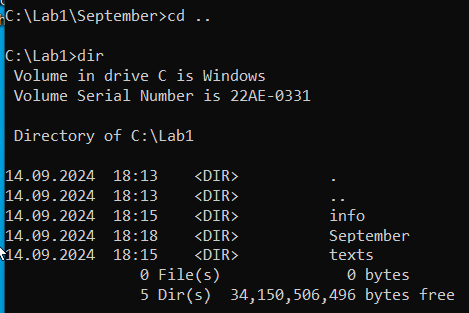 C:\Lab1\September>cd ..
C:\Lab1>dir
Volume in drive C is Windows
Volume Serial Number is 22AE-0331
Directory of C:\Lab1
14.09.2024  18:13    <DIR>          .
14.09.2024  18:13    <DIR>          ..
14.09.2024  18:15    <DIR>          info
14.09.2024  18:18    <DIR>          September
14.09.2024  18:15    <DIR>          texts
0 File(s)              0 bytes
5 Dir(s)  34,150,506,496 bytes free